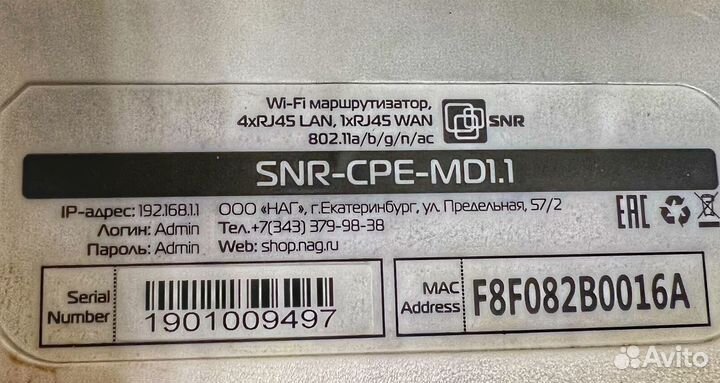 Wi-Fi маршрутизатор,
4xRJ45 LAN, 1xRJ45 WAN
802.11a/b/g/n/ac
SNR
SNR-CPE-MD1.1
IP-адрес: 192.168.1.1
Логин: Admin
Пароль: Admin
ООО «НАГ», г.Екатеринбург, ул. Предельная, 57/2
Тел.+7(343) 379-98-38
Web: shop.nag.ru
EAC
Serial
Number
1901009497
MAC
Address
F8F082B0016A
Avito